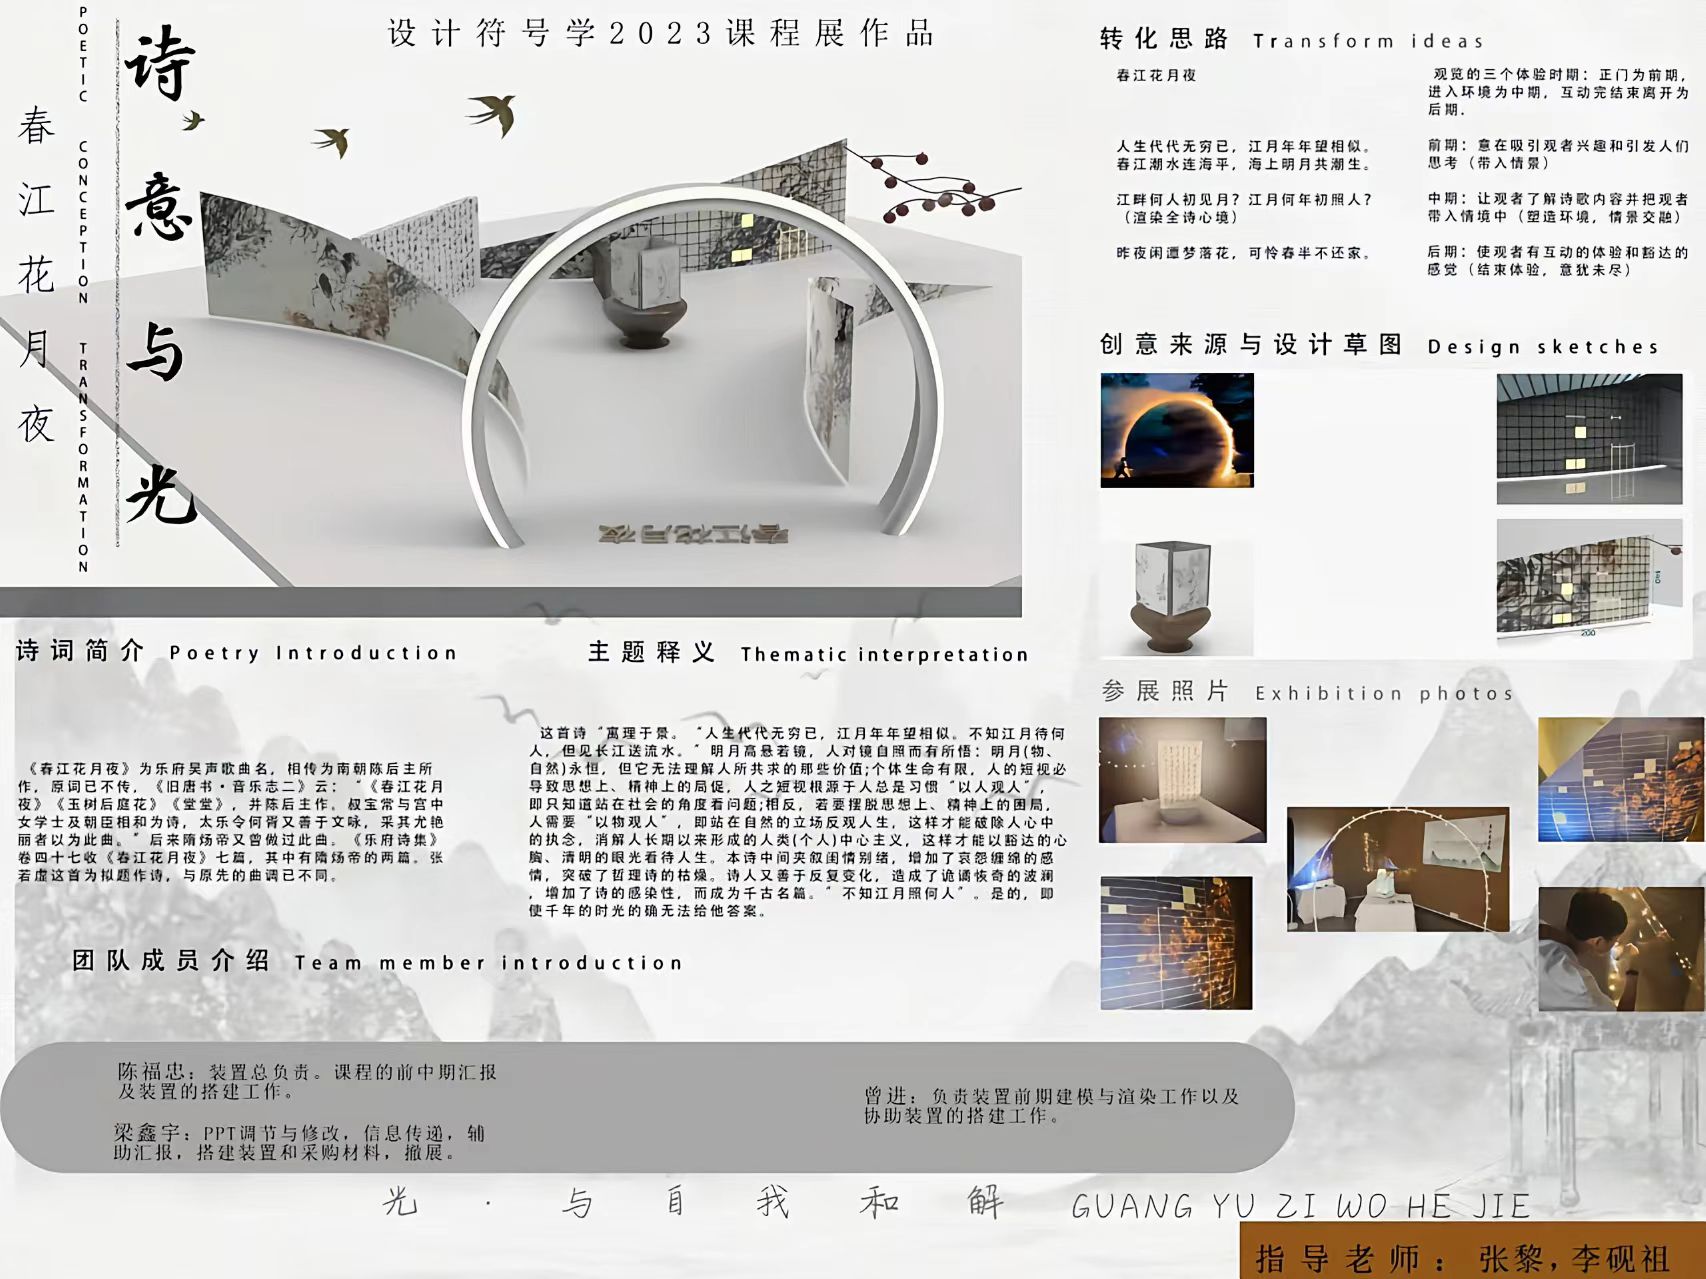 设计符号学2023课程展作品
诗意与光
POETIC CONCEPTION TRANSFORMATION
春江花月夜
春江花月夜
转化思路 Transform ideas
春江花月夜
人生代代无穷已，江月年年望相似。
春江潮水连海平，海上明月共潮生。
江畔何人初见月？江月何年初照人？
（渲染全诗心境）
昨夜闲潭梦落花，可怜春半不还家。
观览的三个体验时期：正门为前期，
进入环境为中期，互动完结束离开为
后期．
前期：意在吸引观者兴趣和引发人们
思考（带入情景）
中期：让观者了解诗歌内容并把观者
带入情境中（塑造环境，情景交融）
后期：使观者有互动的体验和豁达的
感觉（结束体验，意犹未尽）
创意来源与设计草图 Design sketches
140
200
诗词简介 Poetry Introduction
《春江花月夜》为乐府吴声歌曲名，相传为南朝陈后主所
作，原词已不传，《旧唐书・音乐志二》云：“《春江花月
夜》《玉树后庭花》《堂堂》，并陈后主作。叔宝常与宫中
女学士及朝臣相和为诗，太乐令何胥又善于文咏，采其尤艳
丽者以为此曲。”后来隋炀帝又曾做过此曲。《乐府诗集》
卷四十七收《春江花月夜》七篇，其中有隋炀帝的两篇。张
若虚这首为拟题作诗，与原先的曲调已不同。
主题释义 Thematic interpretation
这首诗“寓理于景。“人生代代无穷已，江月年年望相似。不知江月待何
人，但见长江送流水。”明月高悬若镜，人对镜自照而有所悟：明月(物、
自然)永恒，但它无法理解人所共求的那些价值;个体生命有限，人的短视必
导致思想上、精神上的局促，人之短视根源于人总是习惯“以人观人”，
即只知道站在社会的角度看问题;相反，若要摆脱思想上、精神上的困局，
人需要“以物观人”，即站在自然的立场反观人生，这样才能破除人心中
的执念，消解人长期以来形成的人类(个人)中心主义，这样才能以豁达的心
胸、清明的眼光看待人生。本诗中间夹叙闺情别绪，增加了哀怨缠绵的感
情，突破了哲理诗的枯燥。诗人又善于反复变化，造成了诡谲恢奇的波澜
，增加了诗的感染性，而成为千古名篇。”不知江月照何人”。是的，即
使千年的时光的确无法给他答案。
参展照片 Exhibition photos
团队成员介绍 Team member introduction
陈福忠：装置总负责。课程的前中期汇报
及装置的搭建工作。
梁鑫宇：PPT调节与修改，信息传递，辅
助汇报，搭建装置和采购材料，撤展。
曾进：负责装置前期建模与渲染工作以及
协助装置的搭建工作。
光·与自我和解 GUANG YU ZI WO HE JIE
指导老师：张黎,李砚祖